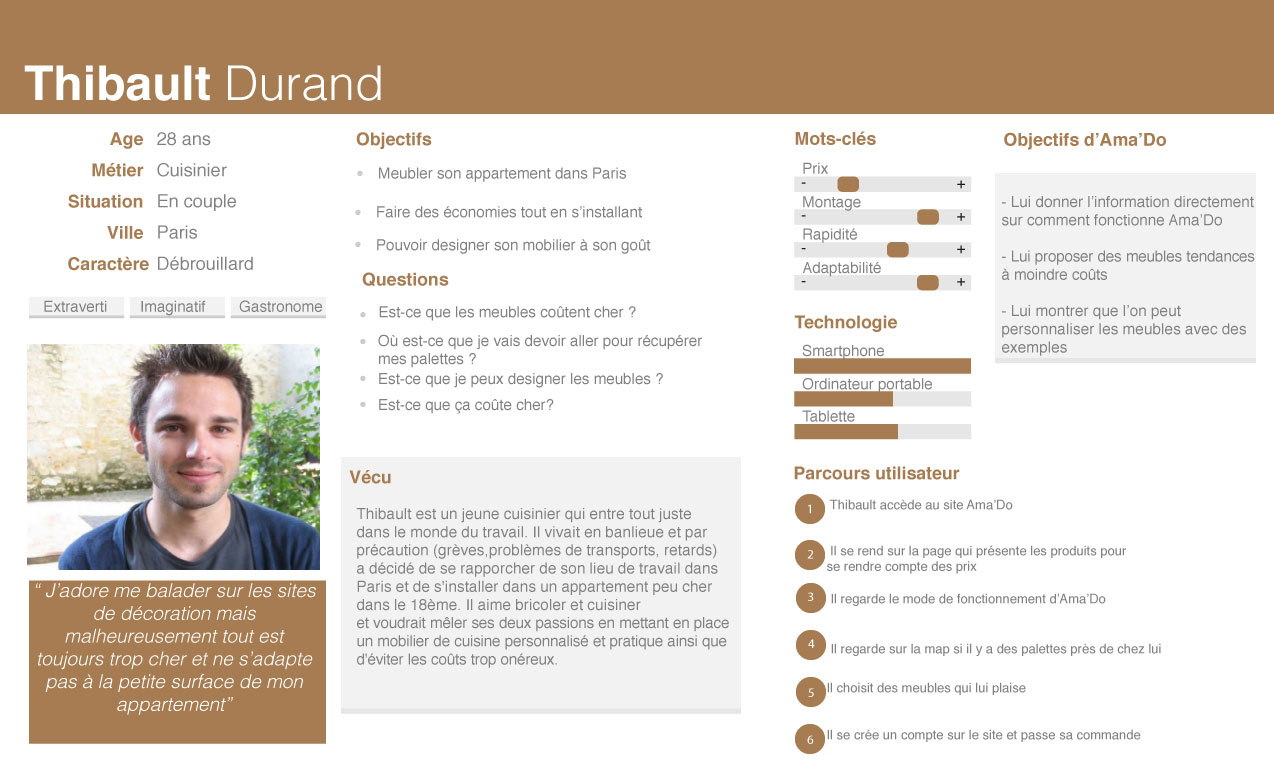 Thibault Durand
Age 28 ans
Métier Cuisinier
Situation En couple
Ville Paris
Caractère Débrouillard
Extraverti Imaginatif Gastronome
“ J’adore me balader sur les sites
de décoration mais
malheureusement tout est
toujours trop cher et ne s’adapte
pas à la petite surface de mon
appartement”
Objectifs
• Meubler son appartement dans Paris
• Faire des économies tout en s’installant
• Pouvoir designer son mobilier à son goût
Questions
• Est-ce que les meubles coûtent cher ?
• Où est-ce que je vais devoir aller pour récupérer
mes palettes ?
• Est-ce que je peux designer les meubles ?
• Est-ce que ça coûte cher?
Vécu
Thibault est un jeune cuisinier qui entre tout juste
dans le monde du travail. Il vivait en banlieue et par
précaution (grèves,problèmes de transports, retards)
a décidé de se rapporcher de son lieu de travail dans
Paris et de s’installer dans un appartement peu cher
dans le 18ème. Il aime bricoler et cuisiner
et voudrait mêler ses deux passions en mettant en place
un mobilier de cuisine personnalisé et pratique ainsi que
d'éviter les coûts trop onéreux.
Mots-clés
Prix
- +
Montage
- +
Rapidité
- +
Adaptabilité
- +
Technologie
Smartphone
Ordinateur portable
Tablette
Objectifs d’Ama’Do
- Lui donner l’information directement
sur comment fonctionne Ama’Do
- Lui proposer des meubles tendances
à moindre coûts
- Lui montrer que l’on peut
personnaliser les meubles avec des
exemples
Parcours utilisateur
1 Thibault accède au site Ama’Do
2 Il se rend sur la page qui présente les produits pour
se rendre compte des prix
3 Il regarde le mode de fonctionnement d’Ama’Do
4 Il regarde sur la map si il y a des palettes près de chez lui
5 Il choisit des meubles qui lui plaise
6 Il se crée un compte sur le site et passe sa commande